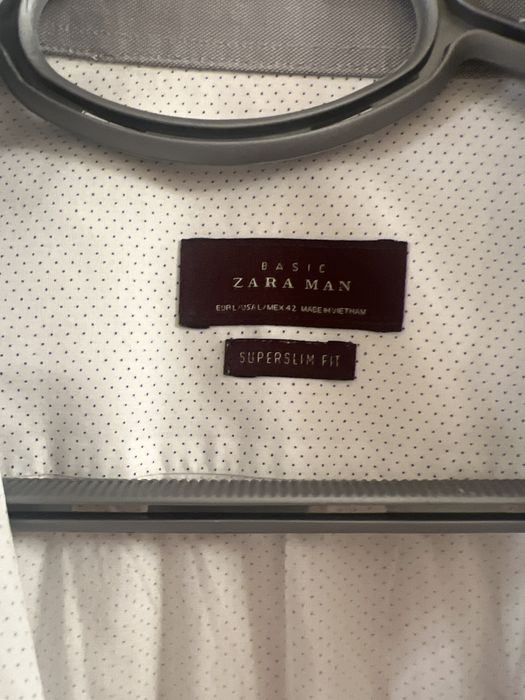 BASIC
ZARA MAN
EUR L/USA L/MEX 42 MADE IN VIETNAM
SUPERSLIM FIT